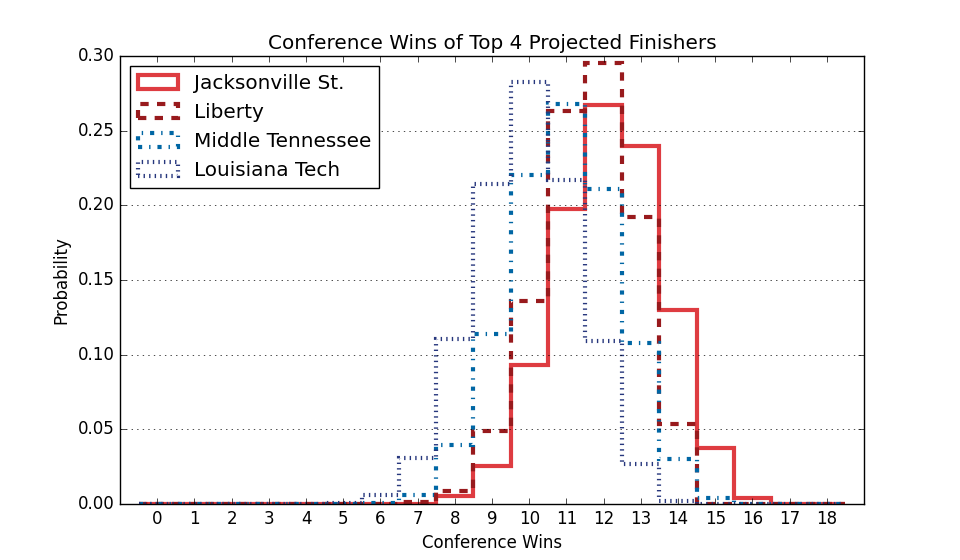 Conference Wins of Top 4 Projected Finishers
0.30
0.25
0.20
0.15
0.10
0.05
0.00
Probability
Jacksonville St.
Liberty
Middle Tennessee
Louisiana Tech
0 1 2 3 4 5 6 7 8 9 10 11 12 13 14 15 16 17 18
Conference Wins